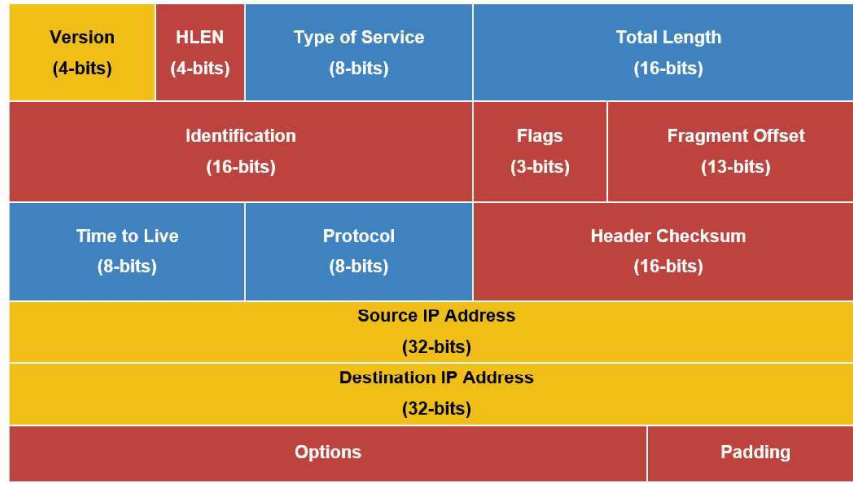 Version
(4-bits)
HLEN
(4-bits)
Type of Service
(8-bits)
Total Length
(16-bits)
Identification
(16-bits)
Flags
(3-bits)
Fragment Offset
(13-bits)
Time to Live
(8-bits)
Protocol
(8-bits)
Header Checksum
(16-bits)
Source IP Address
(32-bits)
Destination IP Address
(32-bits)
Options
Padding